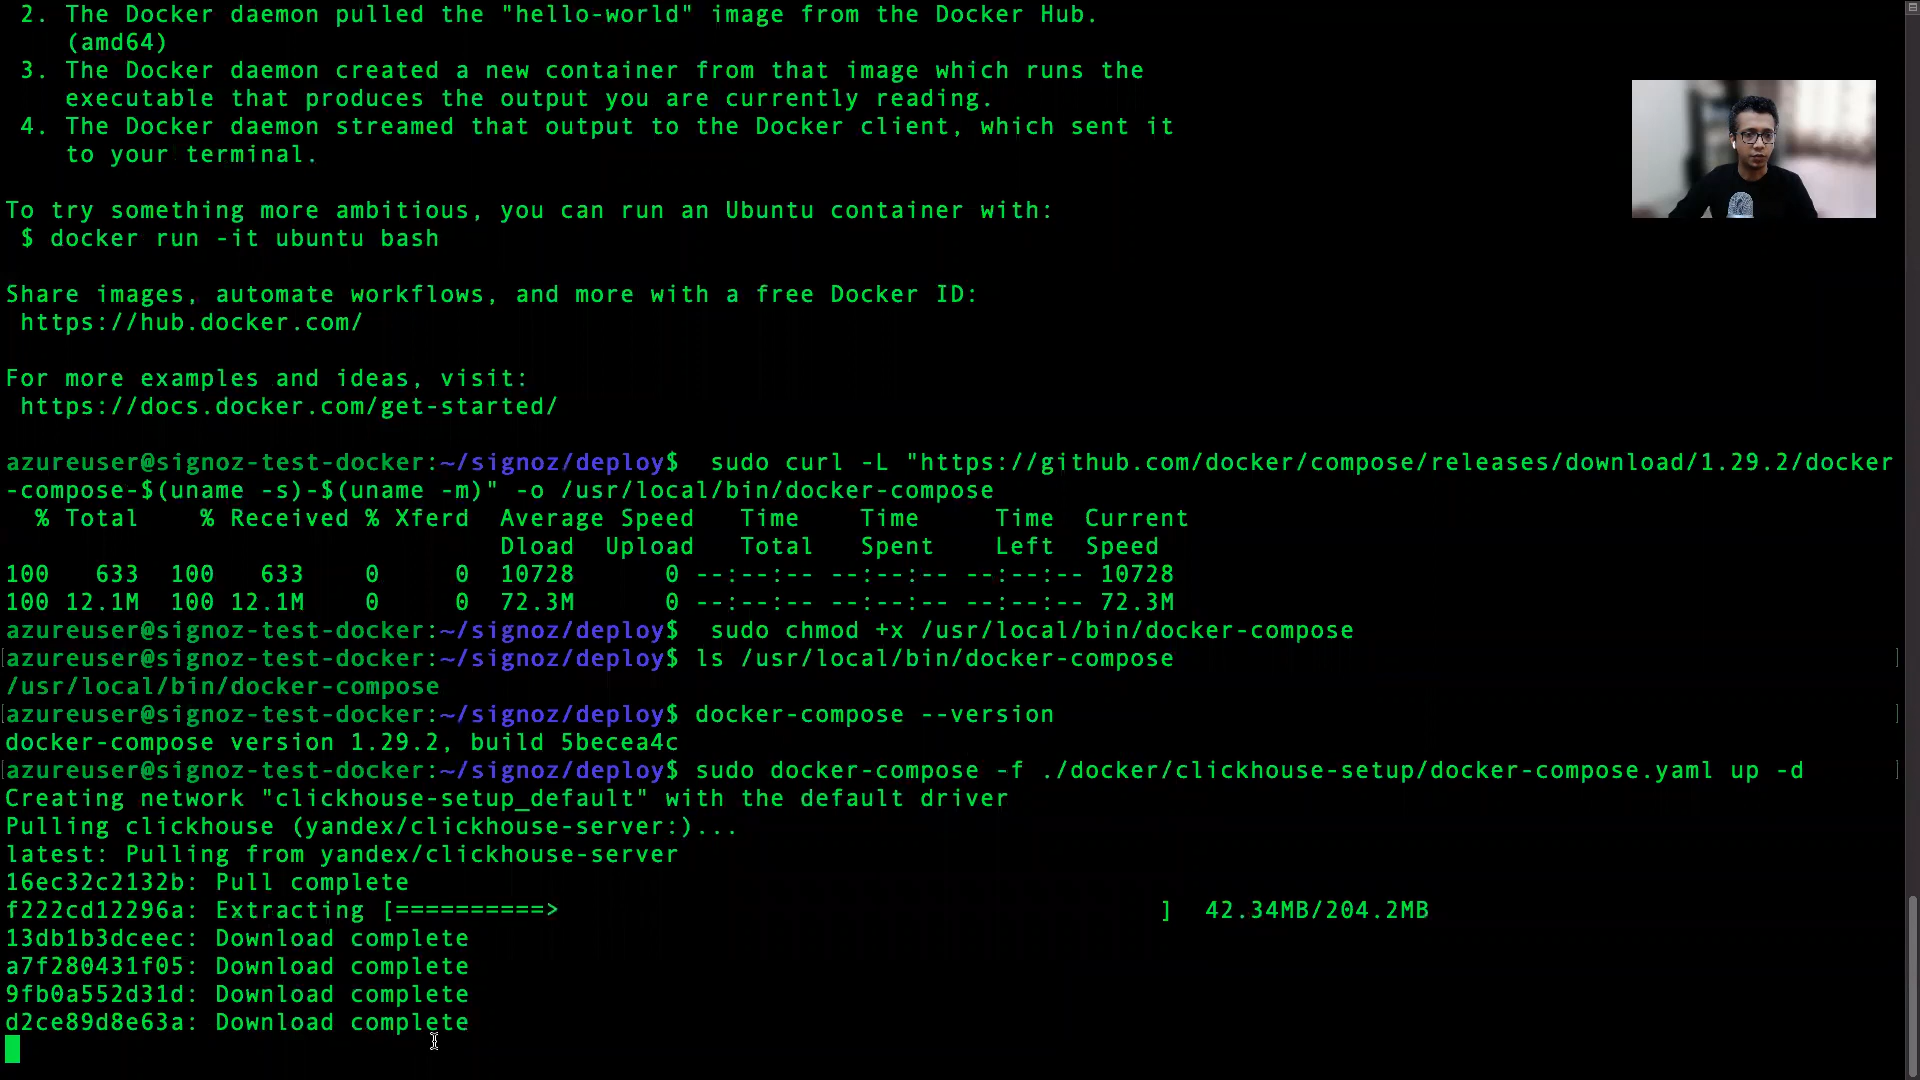 2. The Docker daemon pulled the "hello-world" image from the Docker Hub.
(amd64)
3. The Docker daemon created a new container from that image which runs the
executable that produces the output you are currently reading.
4. The Docker daemon streamed that output to the Docker client, which sent it
to your terminal.
To try something more ambitious, you can run an Ubuntu container with:
$ docker run -it ubuntu bash
Share images, automate workflows, and more with a free Docker ID:
https://hub.docker.com/
For more examples and ideas, visit:
https://docs.docker.com/get-started/
azureuser@signoz-test-docker:~/signoz/deploy$  sudo curl -L "https://github.com/docker/compose/releases/download/1.29.2/docker
-compose-$(uname -s)-$(uname -m)" -o /usr/local/bin/docker-compose
% Total    % Received % Xferd  Average Speed   Time    Time     Time  Current
Dload  Upload   Total   Spent    Left  Speed
100   633  100   633    0     0  10728      0 --:--:-- --:--:-- --:--:-- 10728
100 12.1M  100 12.1M    0     0  72.3M      0 --:--:-- --:--:-- --:--:-- 72.3M
azureuser@signoz-test-docker:~/signoz/deploy$  sudo chmod +x /usr/local/bin/docker-compose
[azureuser@signoz-test-docker:~/signoz/deploy$ ls /usr/local/bin/docker-compose ]
/usr/local/bin/docker-compose
[azureuser@signoz-test-docker:~/signoz/deploy$ docker-compose --version ]
docker-compose version 1.29.2, build 5becea4c
[azureuser@signoz-test-docker:~/signoz/deploy$ sudo docker-compose -f ./docker/clickhouse-setup/docker-compose.yaml up -d ]
Creating network "clickhouse-setup_default" with the default driver
Pulling clickhouse (yandex/clickhouse-server:)...
latest: Pulling from yandex/clickhouse-server
16ec32c2132b: Pull complete
f222cd12296a: Extracting [==========>                                        ]  42.34MB/204.2MB
13db1b3dceec: Download complete
a7f280431f05: Download complete
9fb0a552d31d: Download complete
d2ce89d8e63a: Download complete